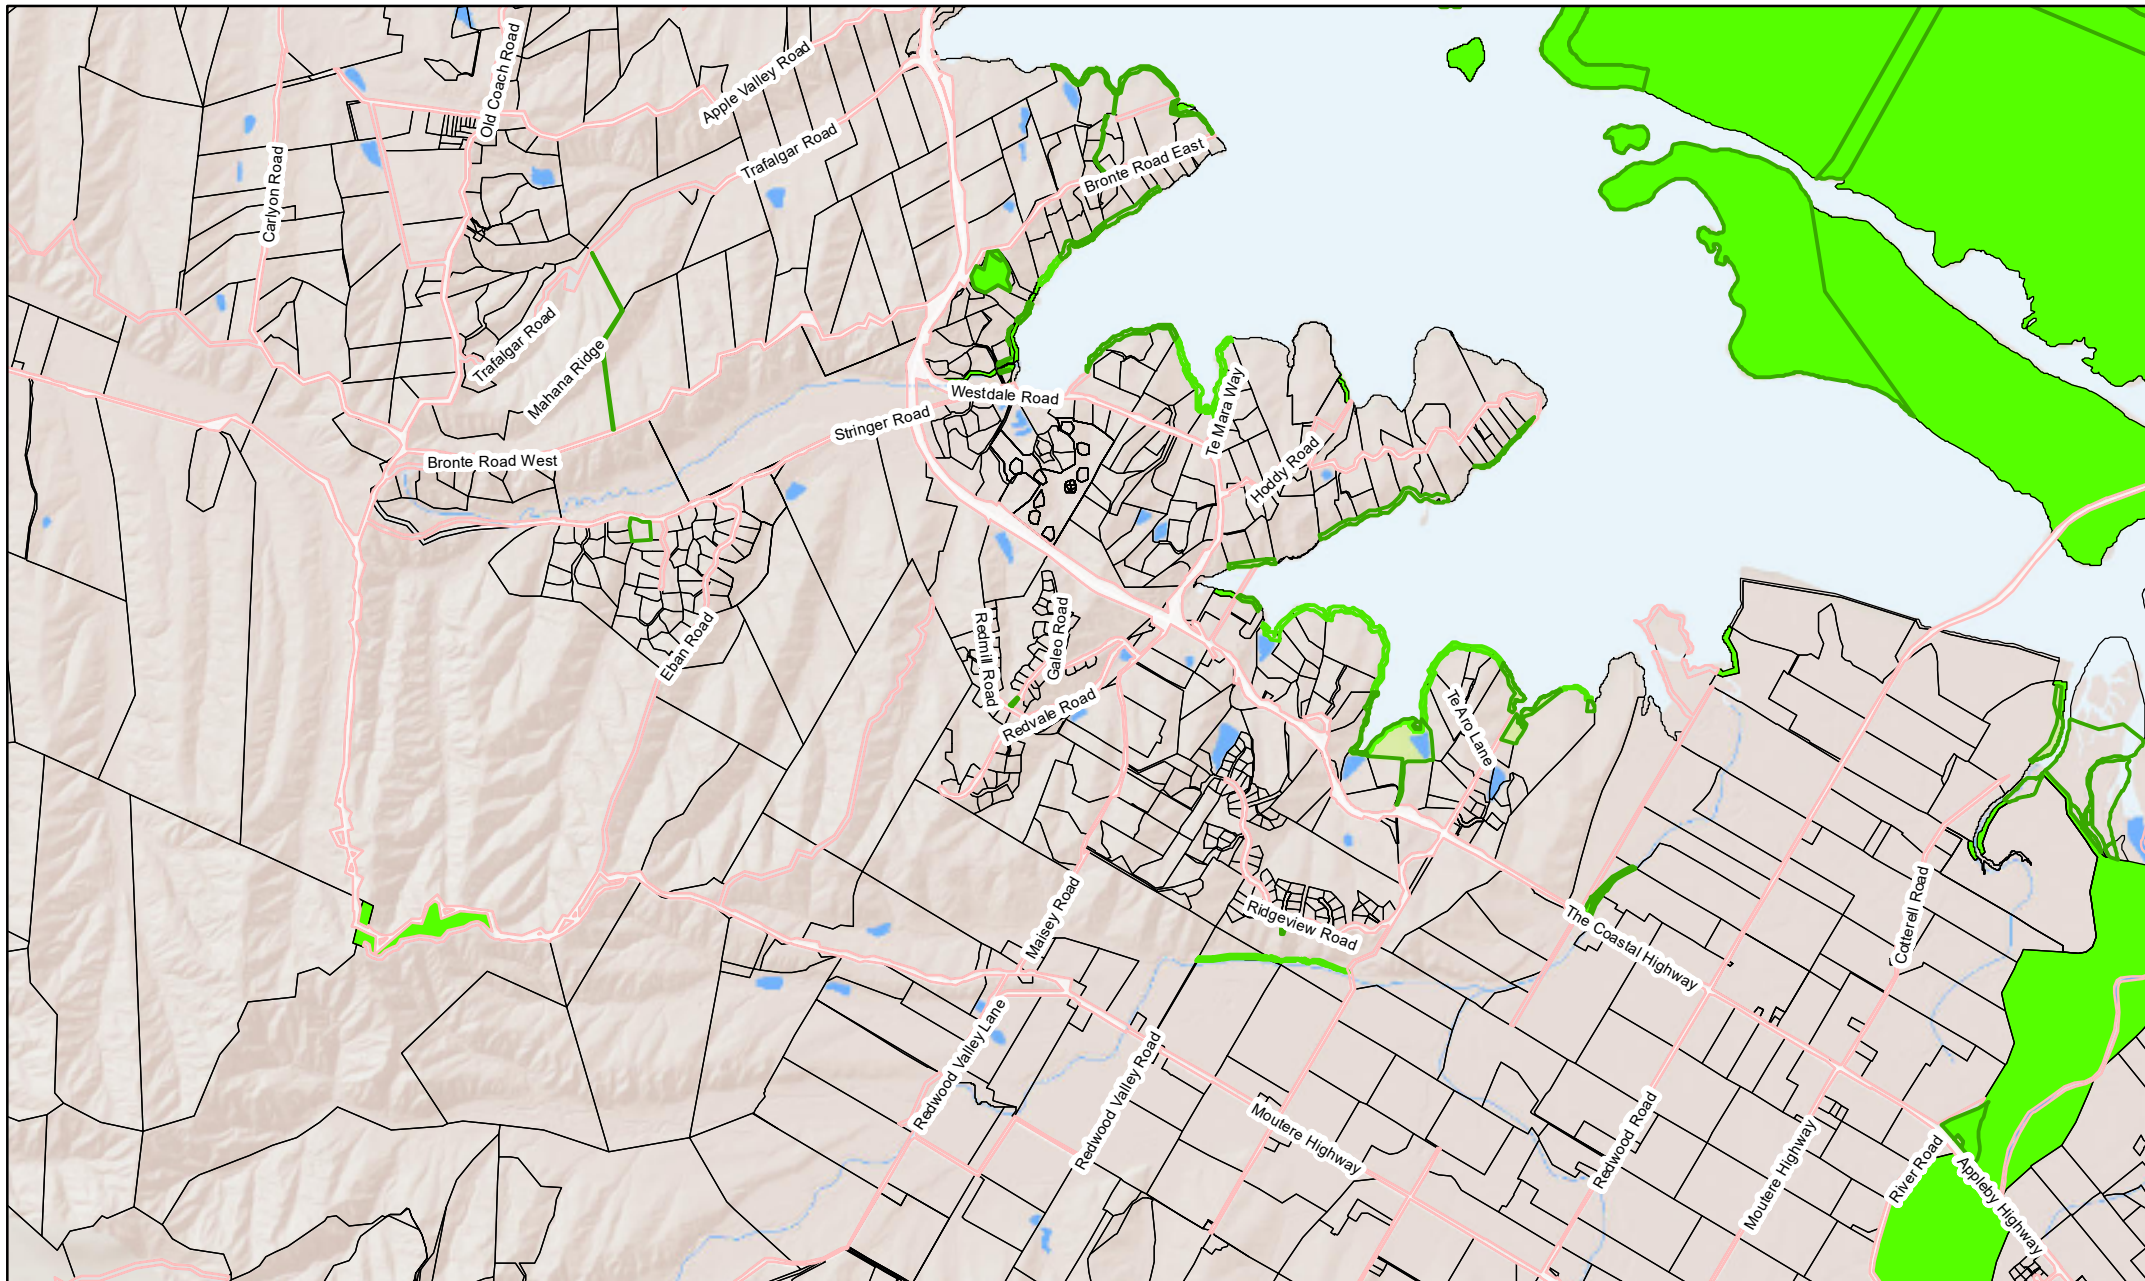 Old Coach Road
Apple Valley Road
Trafalgar Road
Carlyon Road
Bronte Road East
Trafalgar Road
Mahana Ridge
Westdale Road
Stringer Road
Te Mara Way
Bronte Road West
Hoddy Road
Redmill Road
Galeo Road
Eban Road
Redvale Road
Te Aro Lane
Maisey Road
Ridgeview Road
The Coastal Highway
Cotterell Road
Redwood Valley Lane
Redwood Valley Road
Moutere Highway
Redwood Road
Moutere Highway
River Road
Appleby Highway